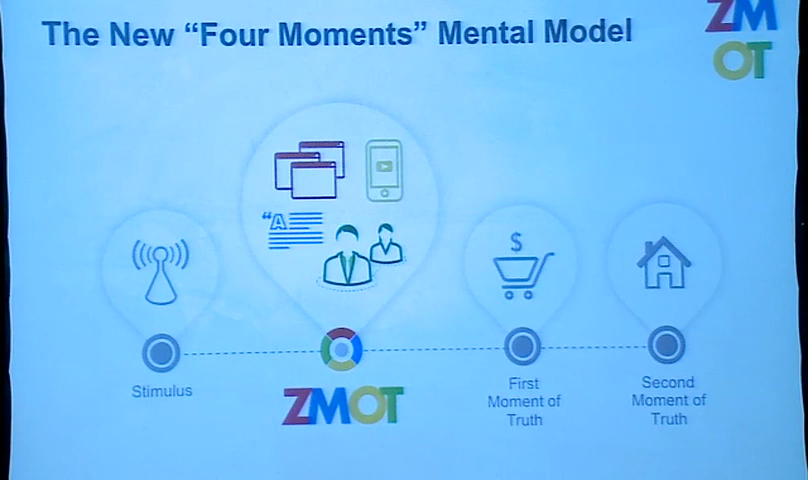 The New “Four Moments” Mental Model
ZM
OT
“A
$
Stimulus
ZMOT
First
Moment of
Truth
Second
Moment of
Truth